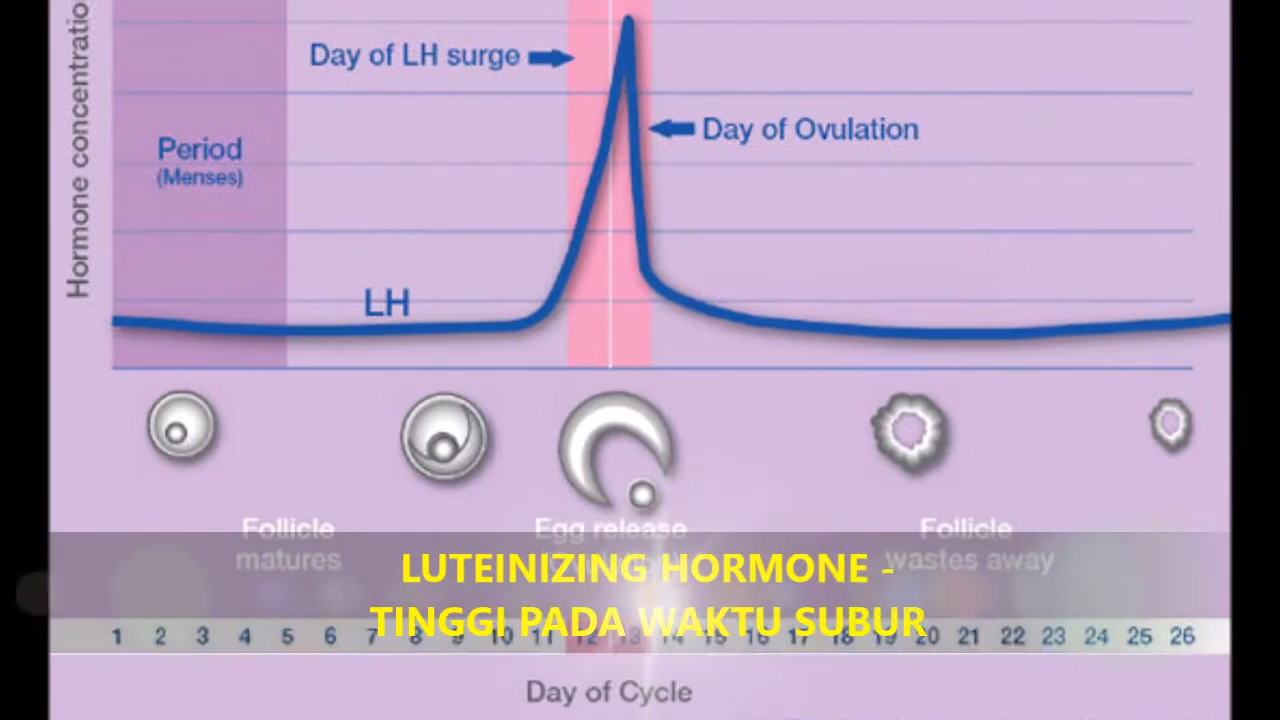 Hormone concentratio
Day of LH surge
Day of Ovulation
Period
(Menses)
LH
Follicle
matures
Egg release
Follicle
wastes away
LUTEINIZING HORMONE -
TINGGI PADA WAKTU SUBUR
1 2 3 4 5 6 7 8 9 10 11 12 13 14 15 16 17 18 19 20 21 22 23 24 25 26
Day of Cycle